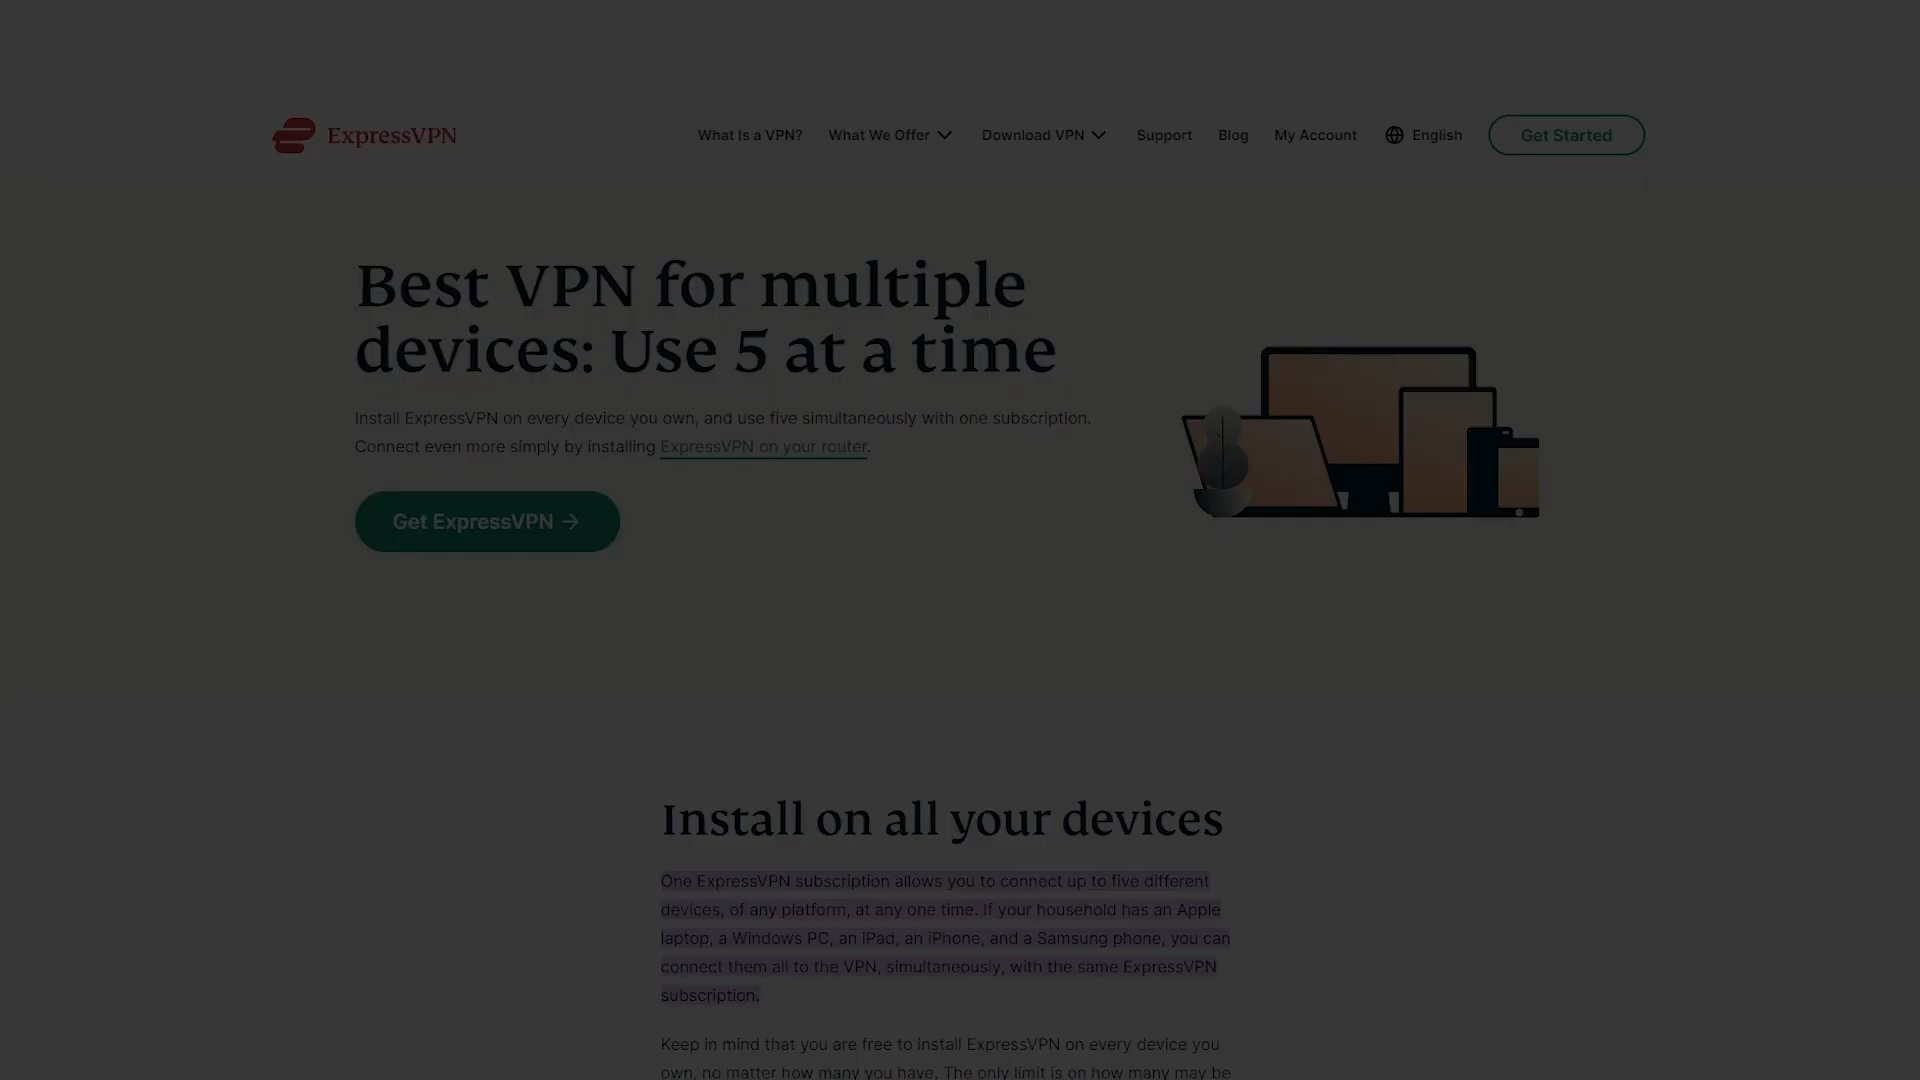 ExpressVPN
What Is a VPN? What We Offer Download VPN Support Blog My Account English Get Started
Best VPN for multiple
devices: Use 5 at a time
Install ExpressVPN on every device you own, and use five simultaneously with one subscription.
Connect even more simply by installing ExpressVPN on your router.
Get ExpressVPN →
Install on all your devices
One ExpressVPN subscription allows you to connect up to five different
devices, of any platform, at any one time. If your household has an Apple
laptop, a Windows PC, an iPad, an iPhone, and a Samsung phone, you can
connect them all to the VPN, simultaneously, with the same ExpressVPN
subscription.
Keep in mind that you are free to install ExpressVPN on every device you
own, no matter how many you have. The only limit is on how many may be